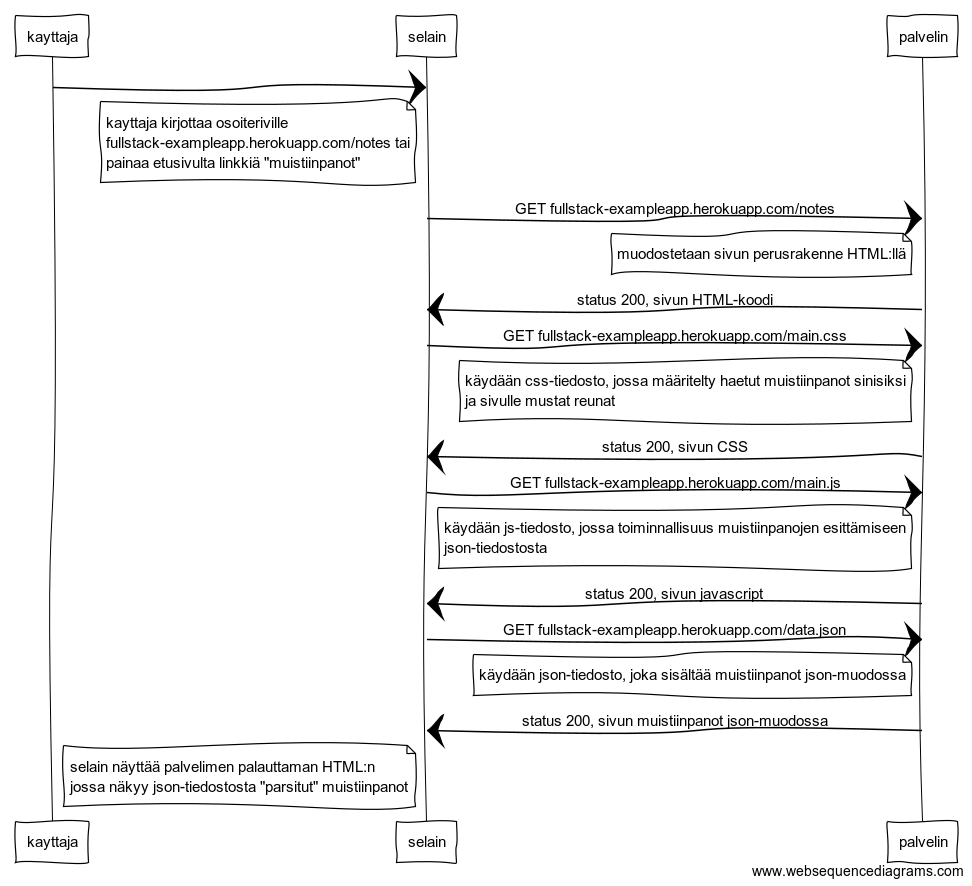 kayttaja
selain
palvelin
kayttaja kirjottaa osoiteriville
fullstack-exampleapp.herokuapp.com/notes tai
painaa etusivulta linkkiä "muistiinpanot"
GET fullstack-exampleapp.herokuapp.com/notes
muodostetaan sivun perusrakenne HTML:llä
status 200, sivun HTML-koodi
GET fullstack-exampleapp.herokuapp.com/main.css
käydään css-tiedosto, jossa määritelty haetut muistiinpanot sinisiksi
ja sivulle mustat reunat
status 200, sivun CSS
GET fullstack-exampleapp.herokuapp.com/main.js
käydään js-tiedosto, jossa toiminnallisuus muistiinpanojen esittämiseen
json-tiedostosta
status 200, sivun javascript
GET fullstack-exampleapp.herokuapp.com/data.json
käydään json-tiedosto, joka sisältää muistiinpanot json-muodossa
status 200, sivun muistiinpanot json-muodossa
selain näyttää palvelimen palauttaman HTML:n
jossa näkyy json-tiedostosta "parsitut" muistiinpanot
kayttaja
selain
palvelin
www.websequencediagrams.com